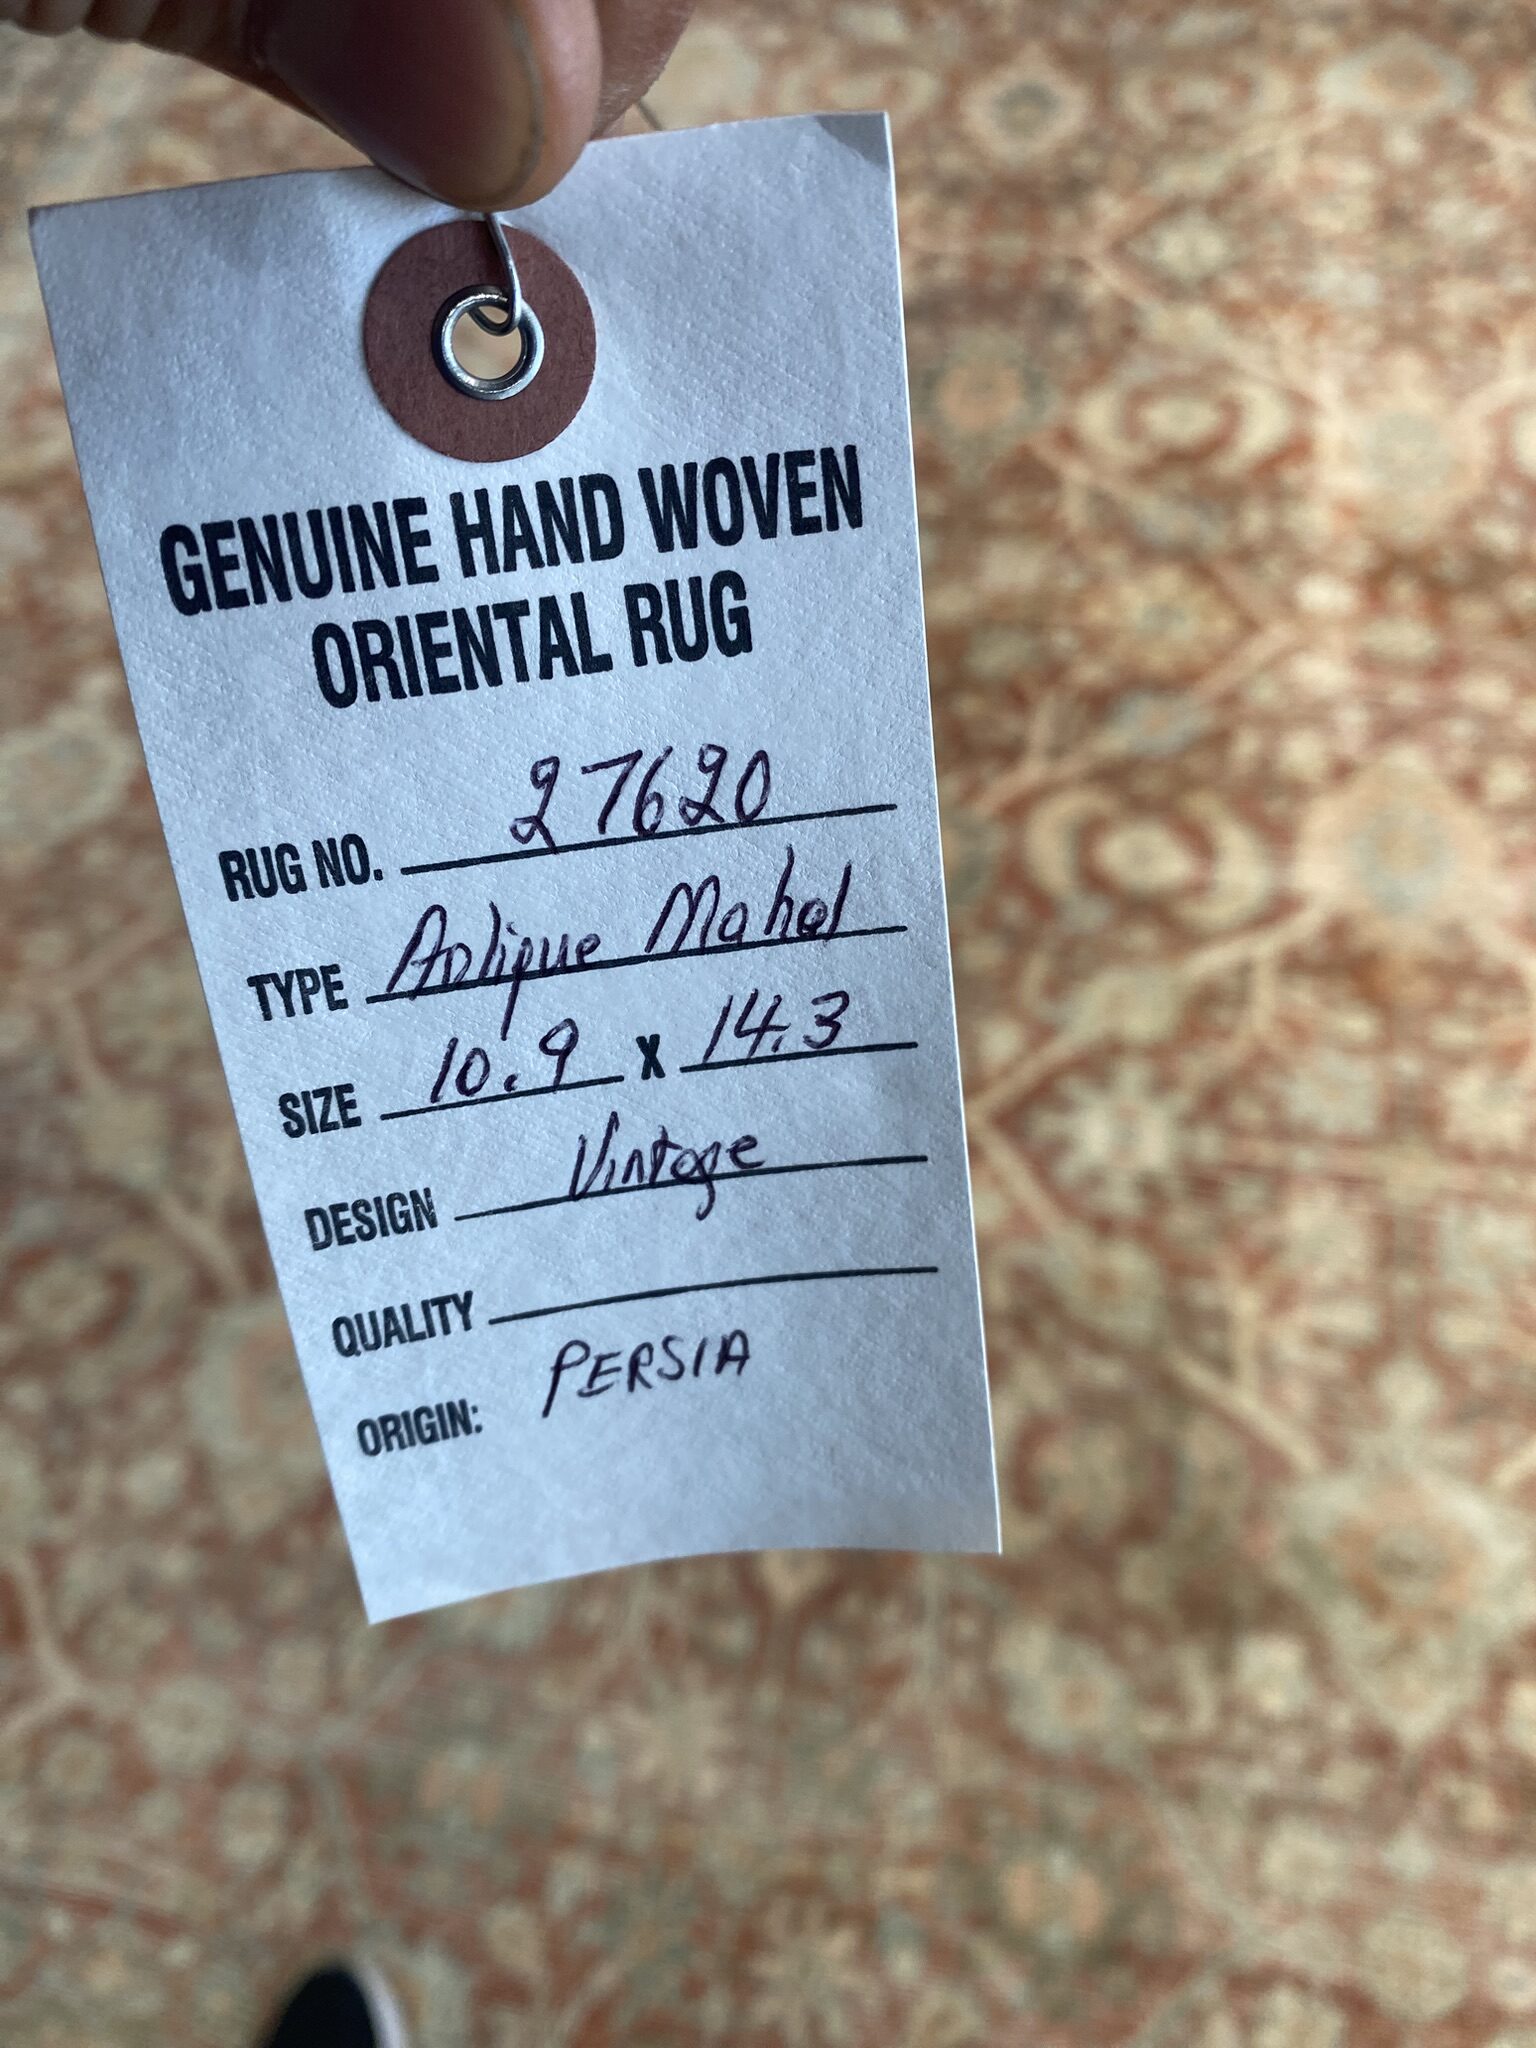 GENUINE HAND WOVEN
ORIENTAL RUG
RUG NO. 27620
TYPE Antique Mahal
SIZE 10.9 X 14.3
DESIGN Vintage
QUALITY
ORIGIN: PERSIA